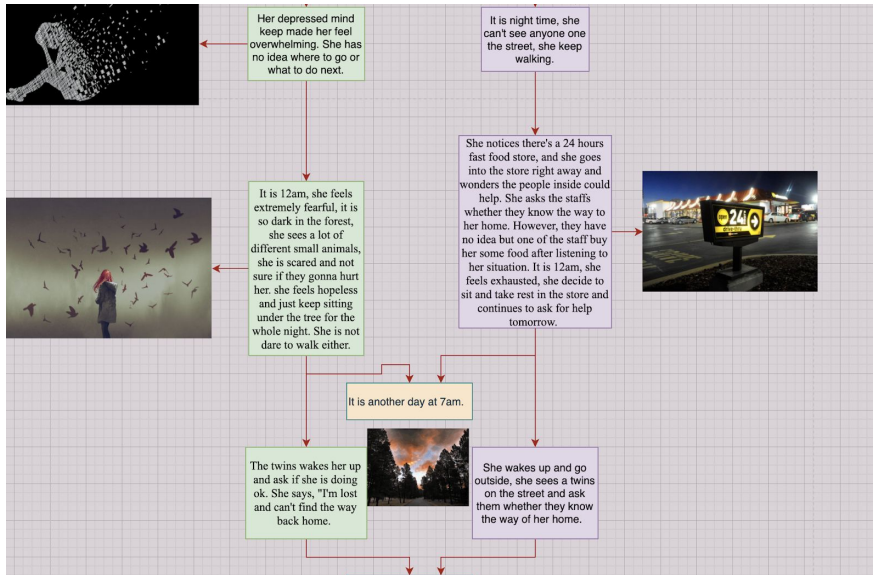 Her depressed mind
keep made her feel
overwhelming. She has
no idea where to go or
what to do next.
It is night time, she
can't see anyone one
the street, she keep
walking.
It is 12am, she feels
extremely fearful, it is
so dark in the forest,
she sees a lot of
different small animals,
she is scared and not
sure if they gonna hurt
her. she feels hopeless
and just keep sitting
under the tree for the
whole night. She is not
dare to walk either.
She notices there's a 24 hours
fast food store, and she goes
into the store right away and
wonders the people inside could
help. She asks the staffs
whether they know the way to
her home. However, they have
no idea but one of the staff buy
her some food after listening to
her situation. It is 12am, she
feels exhausted, she decide to
sit and take rest in the store and
continues to ask for help
tomorrow.
open 24
drive-thru
It is another day at 7am.
The twins wakes her up
and ask if she is doing
ok. She says, "I'm lost
and can't find the way
back home.
She wakes up and go
outside, she sees a twins
on the street and ask
them whether they know
the way of her home.